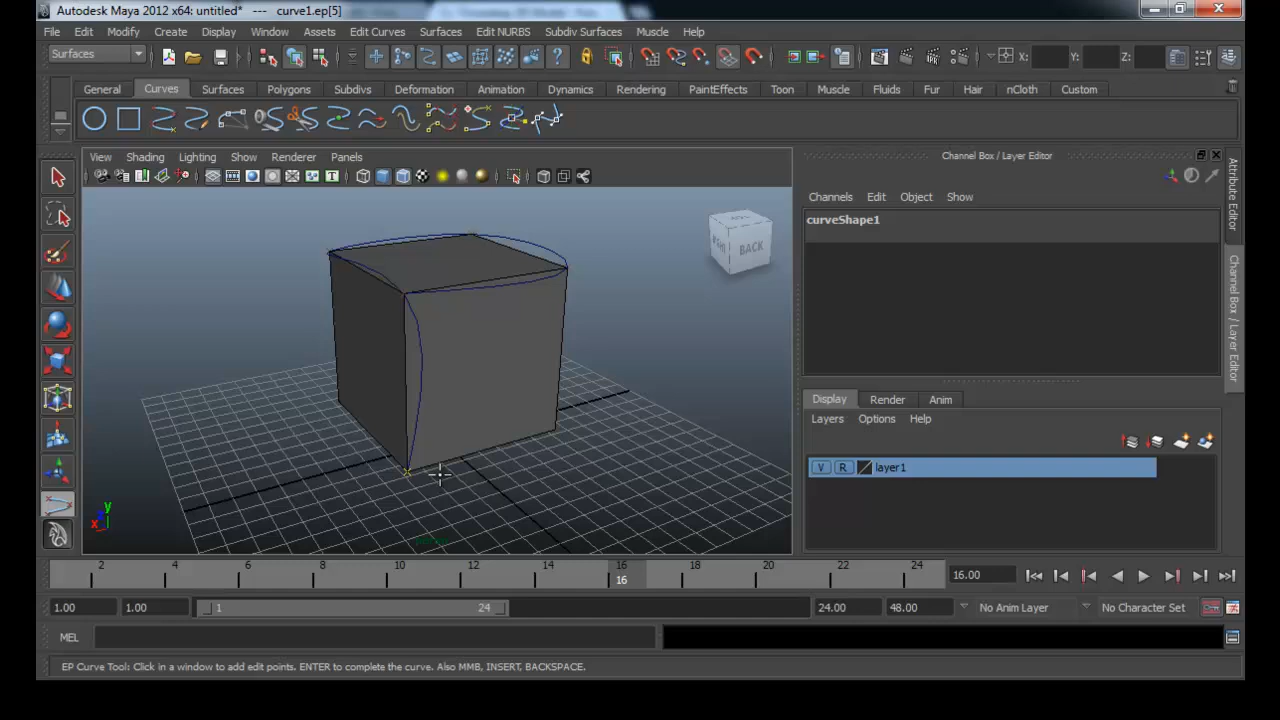 Autodesk Maya 2012 x64: untitled* --- curve1.ep[5]
File Edit Modify Create Display Window Assets Edit Curves Surfaces Edit NURBS Subdiv Surfaces Muscle Help
Surfaces X: Y: Z:
General Curves Surfaces Polygons Subdivs Deformation Animation Dynamics Rendering PaintEffects Toon Muscle Fluids Fur Hair nCloth Custom
View Shading Lighting Show Renderer Panels
Channel Box / Layer Editor
Channels Edit Object Show
curveShape1
Attribute Editor
Channel Box / Layer Editor
BACK
y
x
Display Render Anim
Layers Options Help
V R layer1
2 4 6 8 10 12 14 16 18 20 22 24
16 16.00
1.00 1.00 1 24 24.00 48.00 No Anim Layer No Character Set
MEL
EP Curve Tool: Click in a window to add edit points. ENTER to complete the curve. Also MMB, INSERT, BACKSPACE.